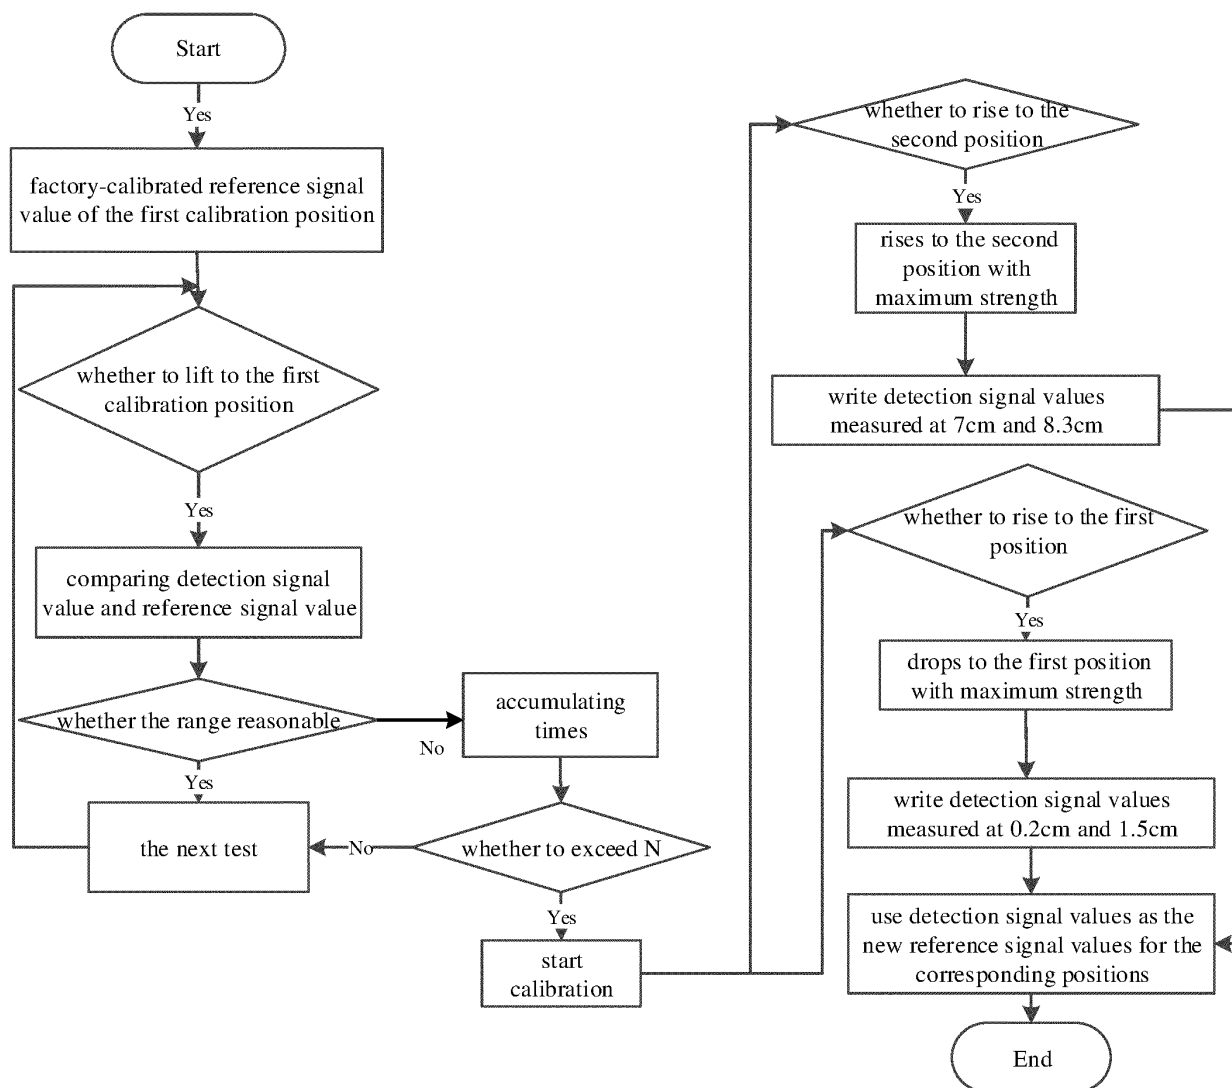 Start
Yes
factory-calibrated reference signal
value of the first calibration position
whether to lift to the first
calibration position
Yes
comparing detection signal
value and reference signal value
whether the range reasonable
No
Yes
accumulating
times
the next test
No
whether to exceed N
Yes
start
calibration
whether to rise to the
second position
Yes
rises to the second
position with
maximum strength
write detection signal values
measured at 7cm and 8.3cm
whether to rise to the first
position
Yes
drops to the first position
with maximum strength
write detection signal values
measured at 0.2cm and 1.5cm
use detection signal values as the
new reference signal values for the
corresponding positions
End